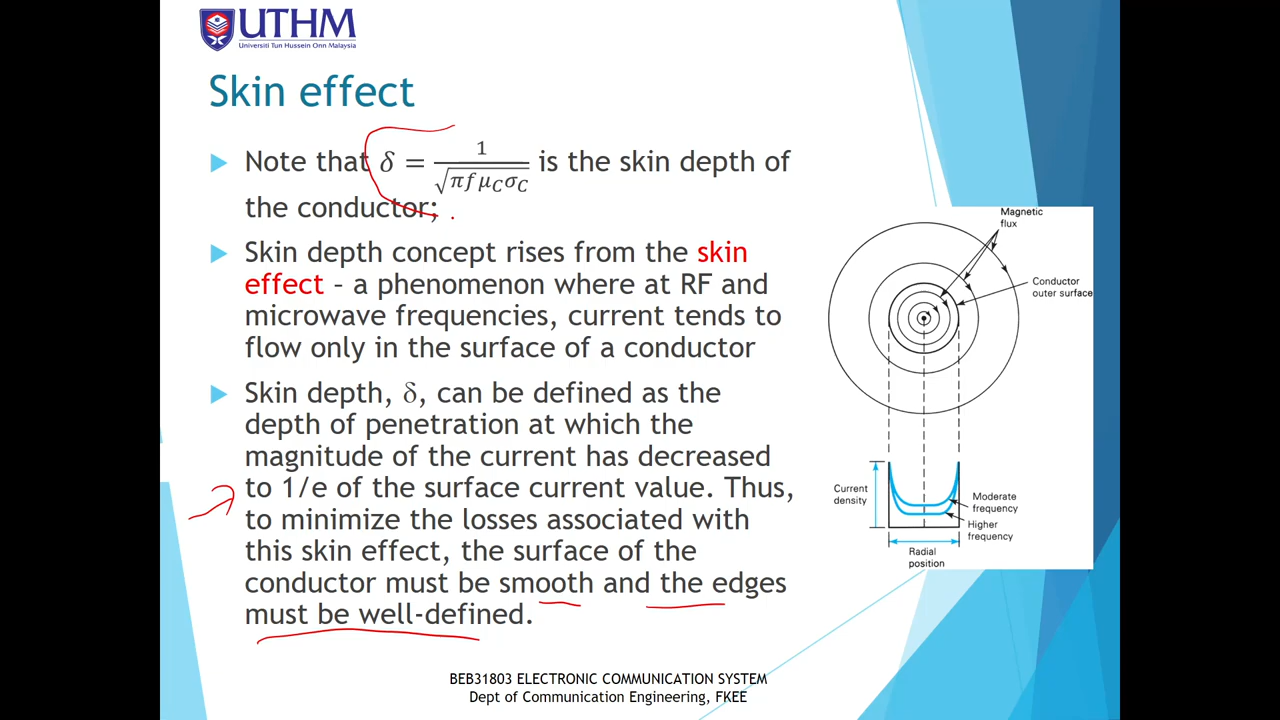 UTHM
Universiti Tun Hussein Onn Malaysia
Skin effect
Note that δ = 1/√(πfμ_Cσ_C) is the skin depth of
the conductor;
Skin depth concept rises from the skin
effect – a phenomenon where at RF and
microwave frequencies, current tends to
flow only in the surface of a conductor
Skin depth, δ, can be defined as the
depth of penetration at which the
magnitude of the current has decreased
to 1/e of the surface current value. Thus,
to minimize the losses associated with
this skin effect, the surface of the
conductor must be smooth and the edges
must be well-defined.
Magnetic
flux
Conductor
outer surface
Current
density
Moderate
frequency
Higher
frequency
Radial
position
BEB31803 ELECTRONIC COMMUNICATION SYSTEM
Dept of Communication Engineering, FKEE